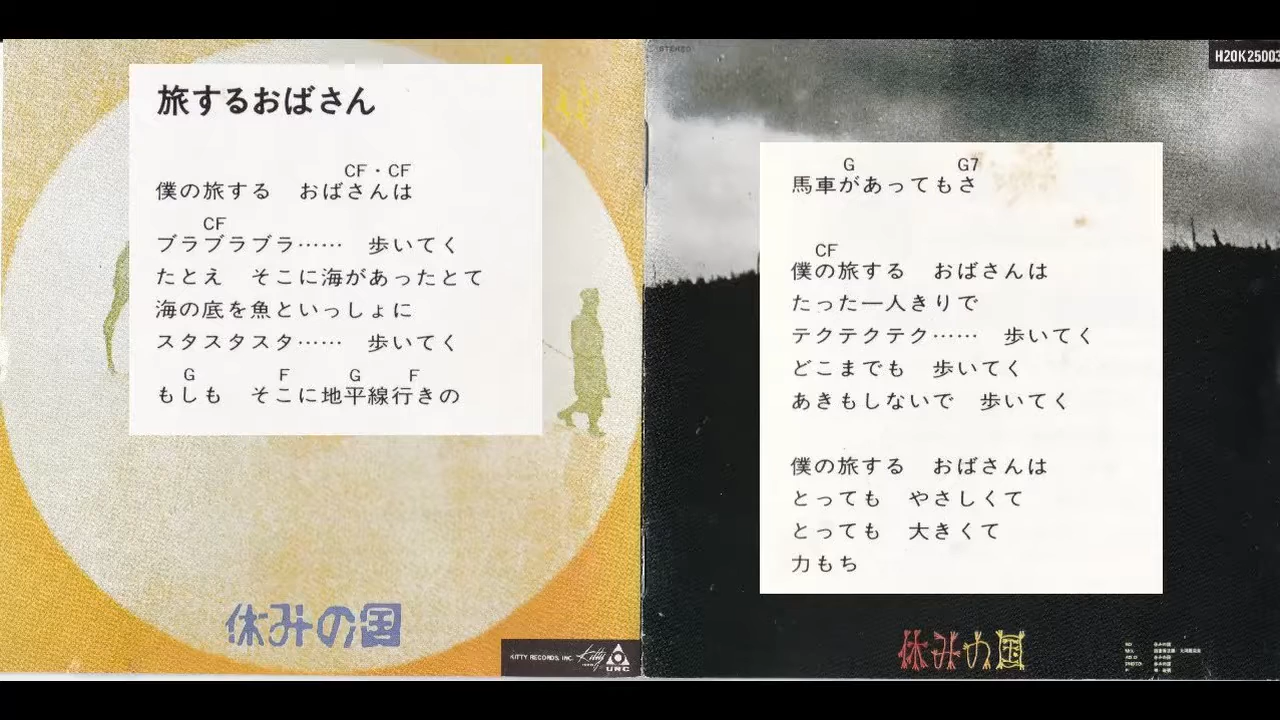 旅するおばさん
CF・CF
僕の旅する　おばさんは
CF
ブラブラブラ……　歩いてく
たとえ　そこに海があったとて
海の底を魚といっしょに
スタスタスタ……　歩いてく
G F G F
もしも　そこに地平線行きの
休みの国
KITTY RECORDS, INC. Kitty URC
STEREO
H20K25003
G G7
馬車があってもさ
CF
僕の旅する　おばさんは
たった一人きりで
テクテクテク……　歩いてく
どこまでも　歩いてく
あきもしないで　歩いてく
僕の旅する　おばさんは
とっても　やさしくて
とっても　大きくて
力もち
休みの国